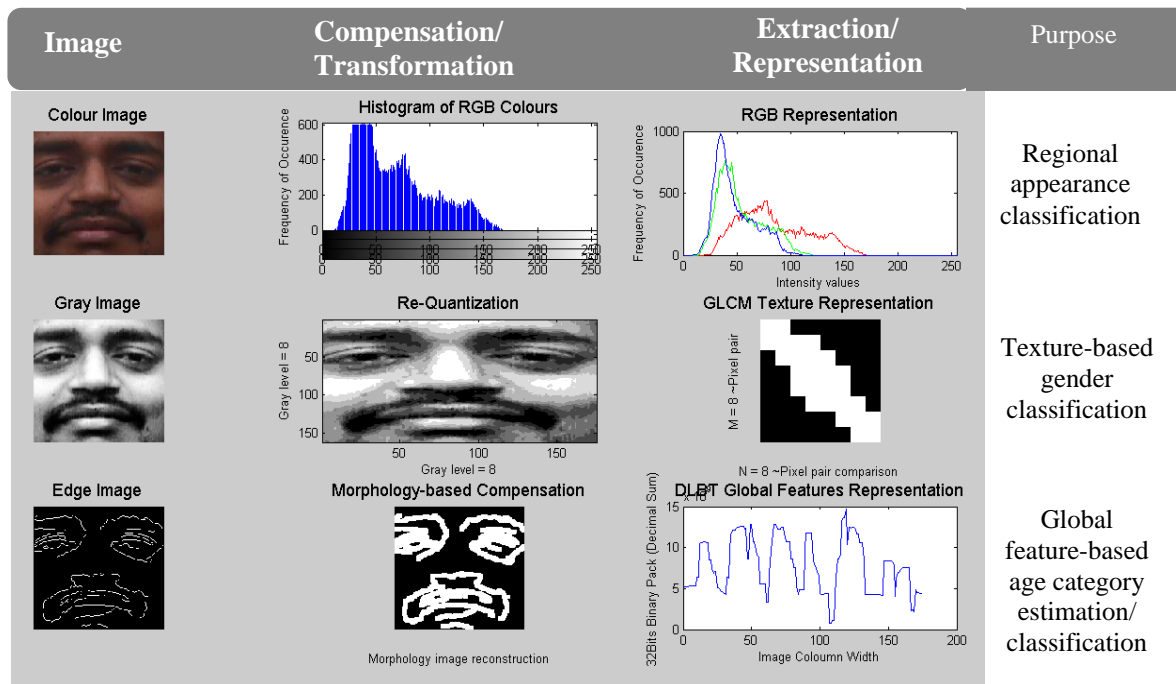 Image
Compensation/
Transformation
Extraction/
Representation
Purpose
Colour Image
Histogram of RGB Colours
Frequency of Occurence
600
400
200
0
0 50 100 150 200 250
RGB Representation
Frequency of Occurence
1000
500
0
0 50 100 150 200 250
Intensity values
Regional
appearance
classification
Gray Image
Re-Quantization
Gray level = 8
50
100
150
50 100 150
Gray level = 8
GLCM Texture Representation
M = 8 ~Pixel pair
N = 8 ~Pixel pair comparison
Texture-based
gender
classification
Edge Image
Morphology-based Compensation
Morphology image reconstruction
DLBT Global Features Representation
32Bits Binary Pack (Decimal Sum)
15
10
5
0
0 50 100 150 200
Image Coloumn Width
Global
feature-based
age category
estimation/
classification